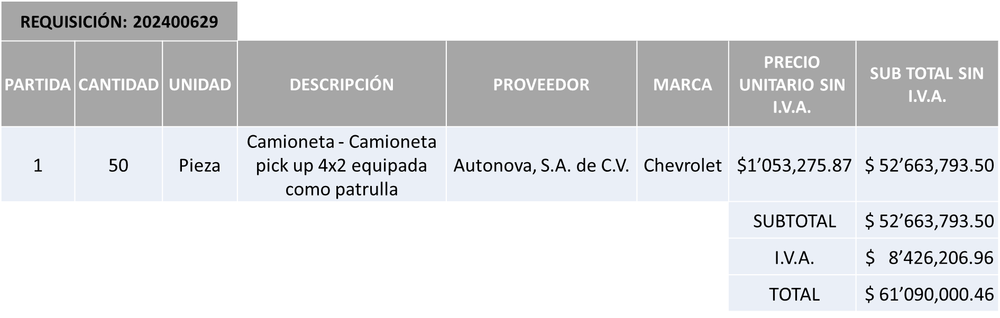 REQUISICIÓN: 202400629
PARTIDA CANTIDAD UNIDAD DESCRIPCIÓN PROVEEDOR MARCA PRECIO UNITARIO SIN I.V.A. SUB TOTAL SIN I.V.A.
1 50 Pieza Camioneta - Camioneta pick up 4x2 equipada como patrulla Autonova, S.A. de C.V. Chevrolet $1’053,275.87 $ 52’663,793.50
SUBTOTAL $ 52’663,793.50
I.V.A. $ 8’426,206.96
TOTAL $ 61’090,000.46